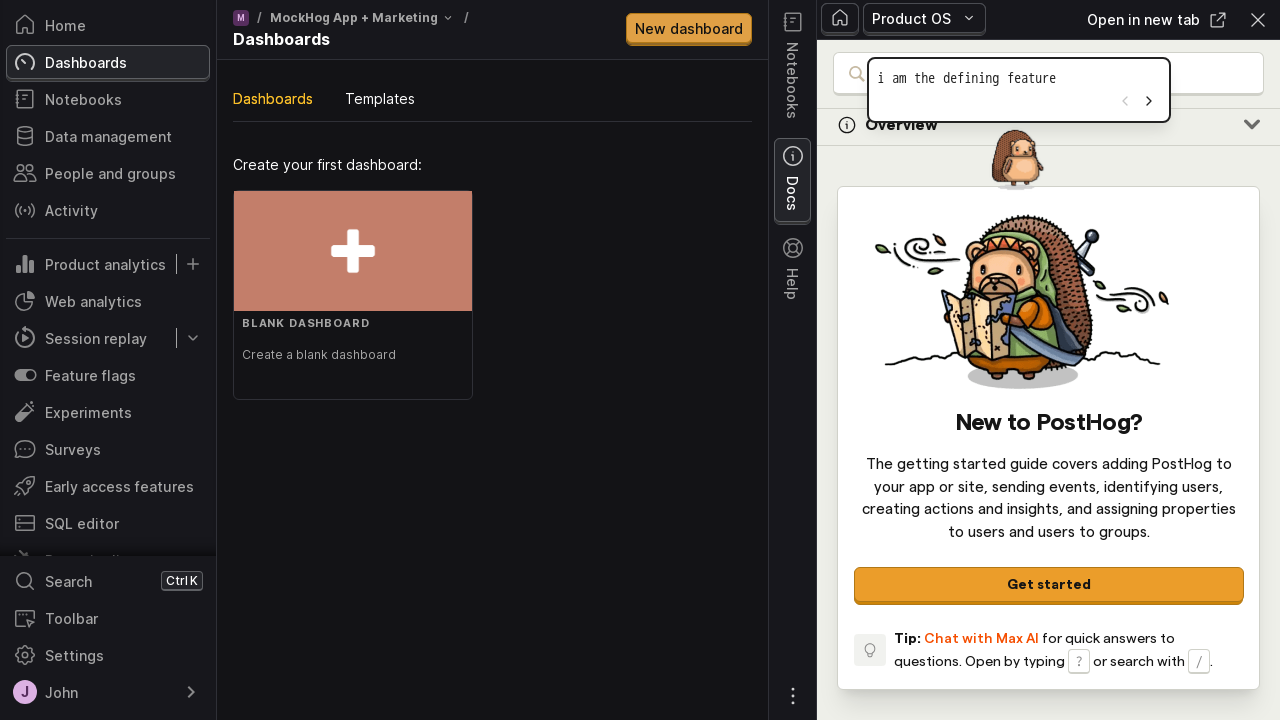 Home
Dashboards
Notebooks
Data management
People and groups
Activity
Product analytics
Web analytics
Session replay
Feature flags
Experiments
Surveys
Early access features
SQL editor
Search
Ctrl K
Toolbar
Settings
J
John
M / MockHog App + Marketing /
Dashboards
New dashboard
Dashboards
Templates
Create your first dashboard:
BLANK DASHBOARD
Create a blank dashboard
Notebooks
Docs
Help
Product OS
Open in new tab
i am the defining feature
Overview
New to PostHog?
The getting started guide covers adding PostHog to
your app or site, sending events, identifying users,
creating actions and insights, and assigning properties
to users and users to groups.
Get started
Tip: Chat with Max AI for quick answers to
questions. Open by typing ? or search with /.